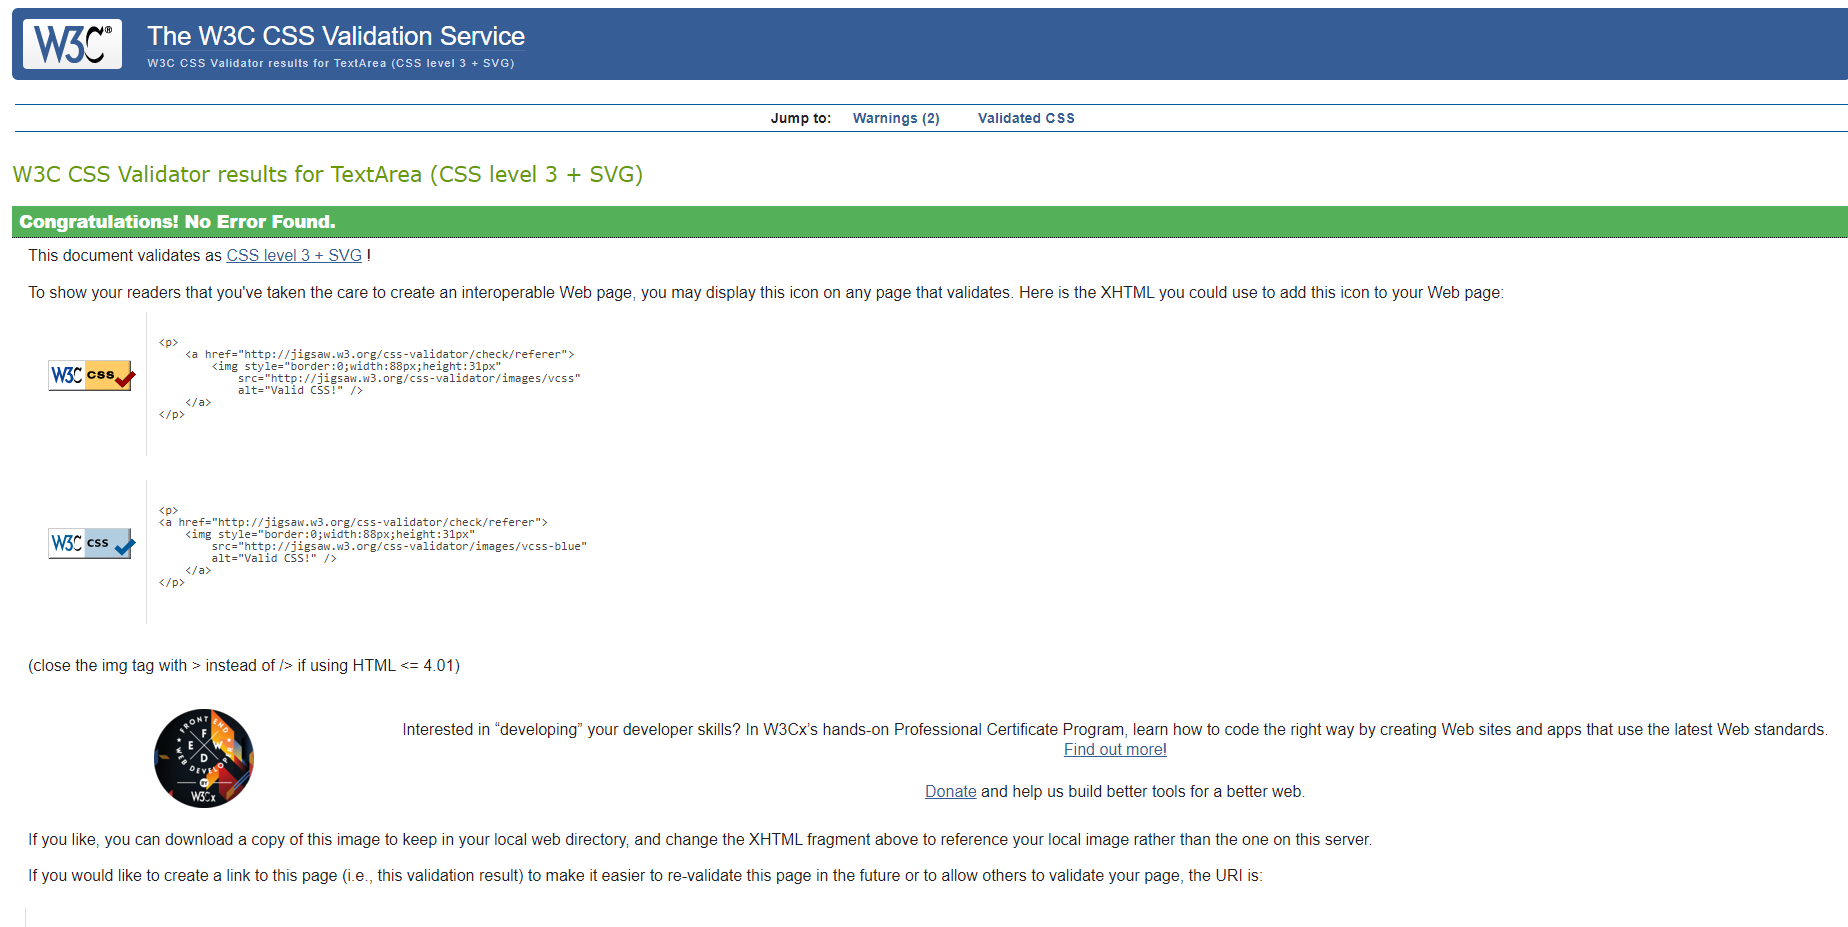 W3C®
The W3C CSS Validation Service
W3C CSS Validator results for TextArea (CSS level 3 + SVG)
Jump to: Warnings (2) Validated CSS
W3C CSS Validator results for TextArea (CSS level 3 + SVG)
Congratulations! No Error Found.
This document validates as CSS level 3 + SVG !
To show your readers that you've taken the care to create an interoperable Web page, you may display this icon on any page that validates. Here is the XHTML you could use to add this icon to your Web page:
W3C css
<p>
<a href="http://jigsaw.w3.org/css-validator/check/referer">
<img style="border:0;width:88px;height:31px"
src="http://jigsaw.w3.org/css-validator/images/vcss"
alt="Valid CSS!" />
</a>
</p>
W3C css
<p>
<a href="http://jigsaw.w3.org/css-validator/check/referer">
<img style="border:0;width:88px;height:31px"
src="http://jigsaw.w3.org/css-validator/images/vcss-blue"
alt="Valid CSS!" />
</a>
</p>
(close the img tag with > instead of /> if using HTML <= 4.01)
FRONT END
WEB DEVELOPER
F E W D
BY
W3Cx
Interested in “developing” your developer skills? In W3Cx’s hands-on Professional Certificate Program, learn how to code the right way by creating Web sites and apps that use the latest Web standards.
Find out more!
Donate and help us build better tools for a better web.
If you like, you can download a copy of this image to keep in your local web directory, and change the XHTML fragment above to reference your local image rather than the one on this server.
If you would like to create a link to this page (i.e., this validation result) to make it easier to re-validate this page in the future or to allow others to validate your page, the URI is: